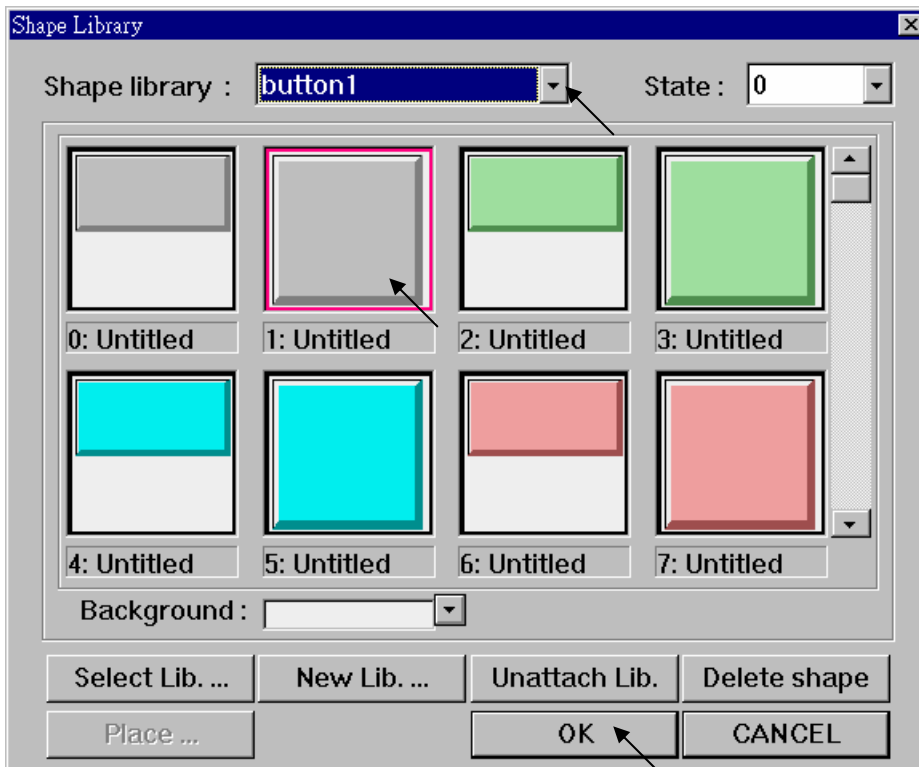 Shape Library
Shape library : button1 State : 0
0: Untitled 1: Untitled 2: Untitled 3: Untitled
4: Untitled 5: Untitled 6: Untitled 7: Untitled
Background :
Select Lib. ... New Lib. ... Unattach Lib. Delete shape
Place ... OK CANCEL